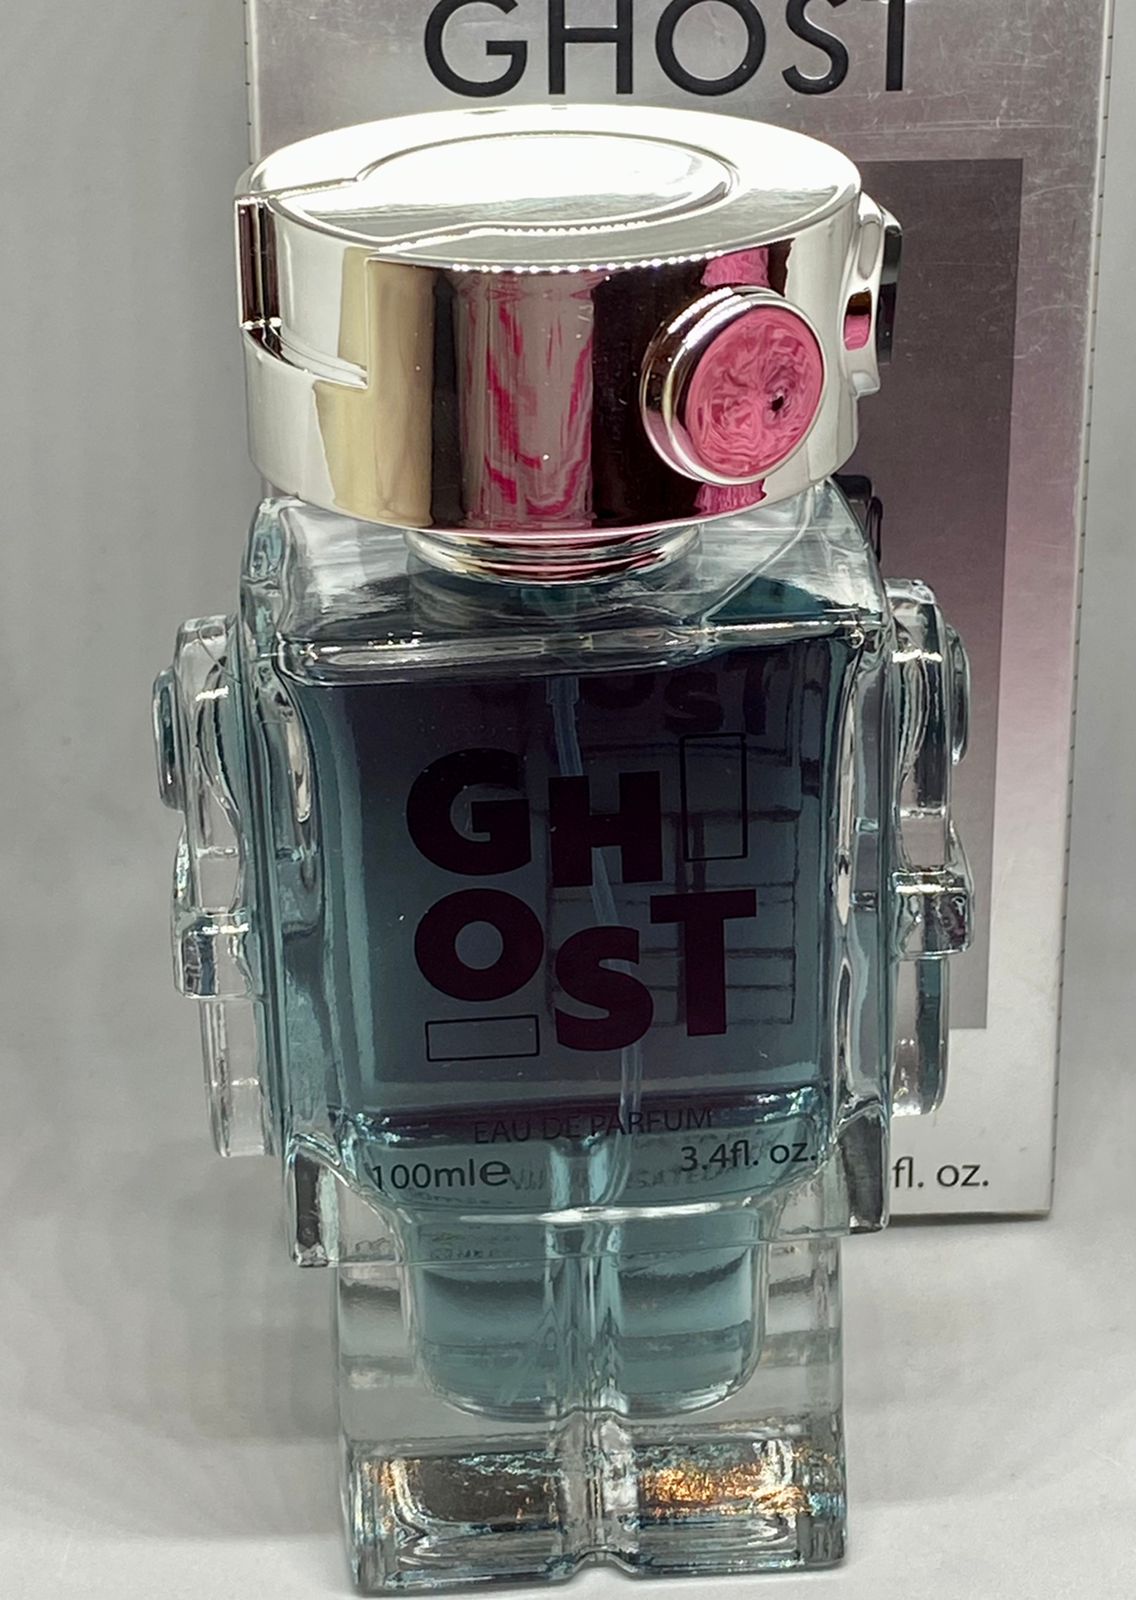 GHOST
GH
OST
EAU DE PARFUM
100ml℮ 3.4fl. oz.
fl. oz.